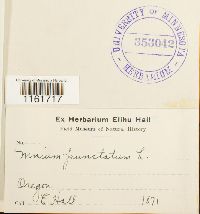 UNIVERSITY OF MINNESOTA
353042
HERBARIUM
1161717
Ex Herbarium Elihu Hall
Field Museum of Natural History
No.
Mnium punctatum L.
Oregon
E. Hall 1871